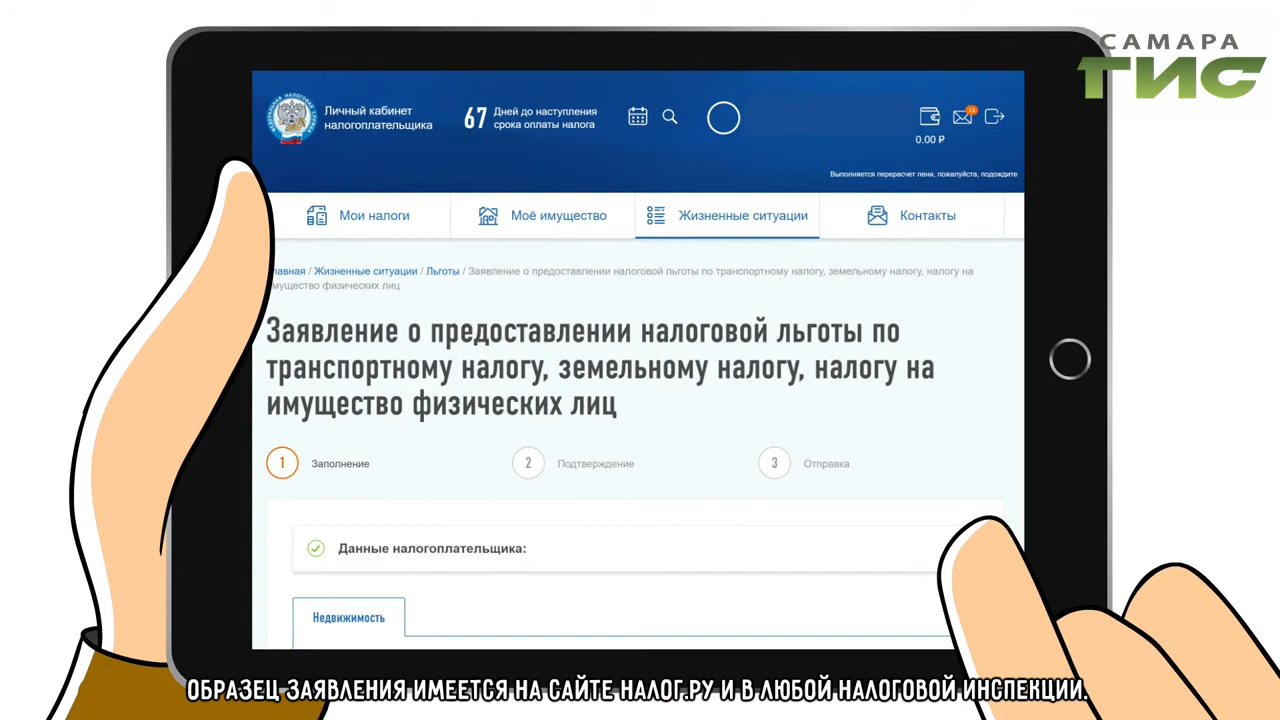 САМАРА
ГИС
Личный кабинет
налогоплательщика
67
Дней до наступления
срока оплаты налога
0.00 ₽
Выполняется перерасчет пени, пожалуйста, подождите
Мои налоги
Моё имущество
Жизненные ситуации
Контакты
лавная / Жизненные ситуации / Льготы / Заявление о предоставлении налоговой льготы по транспортному налогу, земельному налогу, налогу на
мущество физических лиц
Заявление о предоставлении налоговой льготы по
транспортному налогу, земельному налогу, налогу на
имущество физических лиц
1 Заполнение
2 Подтверждение
3 Отправка
Данные налогоплательщика:
Недвижимость
ОБРАЗЕЦ ЗАЯВЛЕНИЯ ИМЕЕТСЯ НА САЙТЕ НАЛОГ.РУ И В ЛЮБОЙ НАЛОГОВОЙ ИНСПЕКЦИИ.